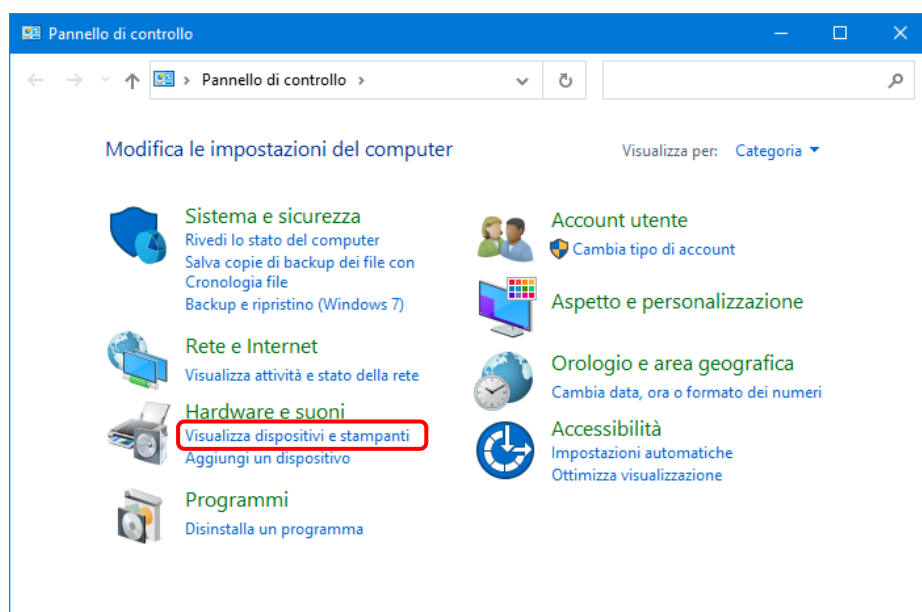 Pannello di controllo
Pannello di controllo
Modifica le impostazioni del computer
Visualizza per: Categoria
Sistema e sicurezza
Rivedi lo stato del computer
Salva copie di backup dei file con
Cronologia file
Backup e ripristino (Windows 7)
Rete e Internet
Visualizza attività e stato della rete
Hardware e suoni
Visualizza dispositivi e stampanti
Aggiungi un dispositivo
Programmi
Disinstalla un programma
Account utente
Cambia tipo di account
Aspetto e personalizzazione
Orologio e area geografica
Cambia data, ora o formato dei numeri
Accessibilità
Impostazioni automatiche
Ottimizza visualizzazione